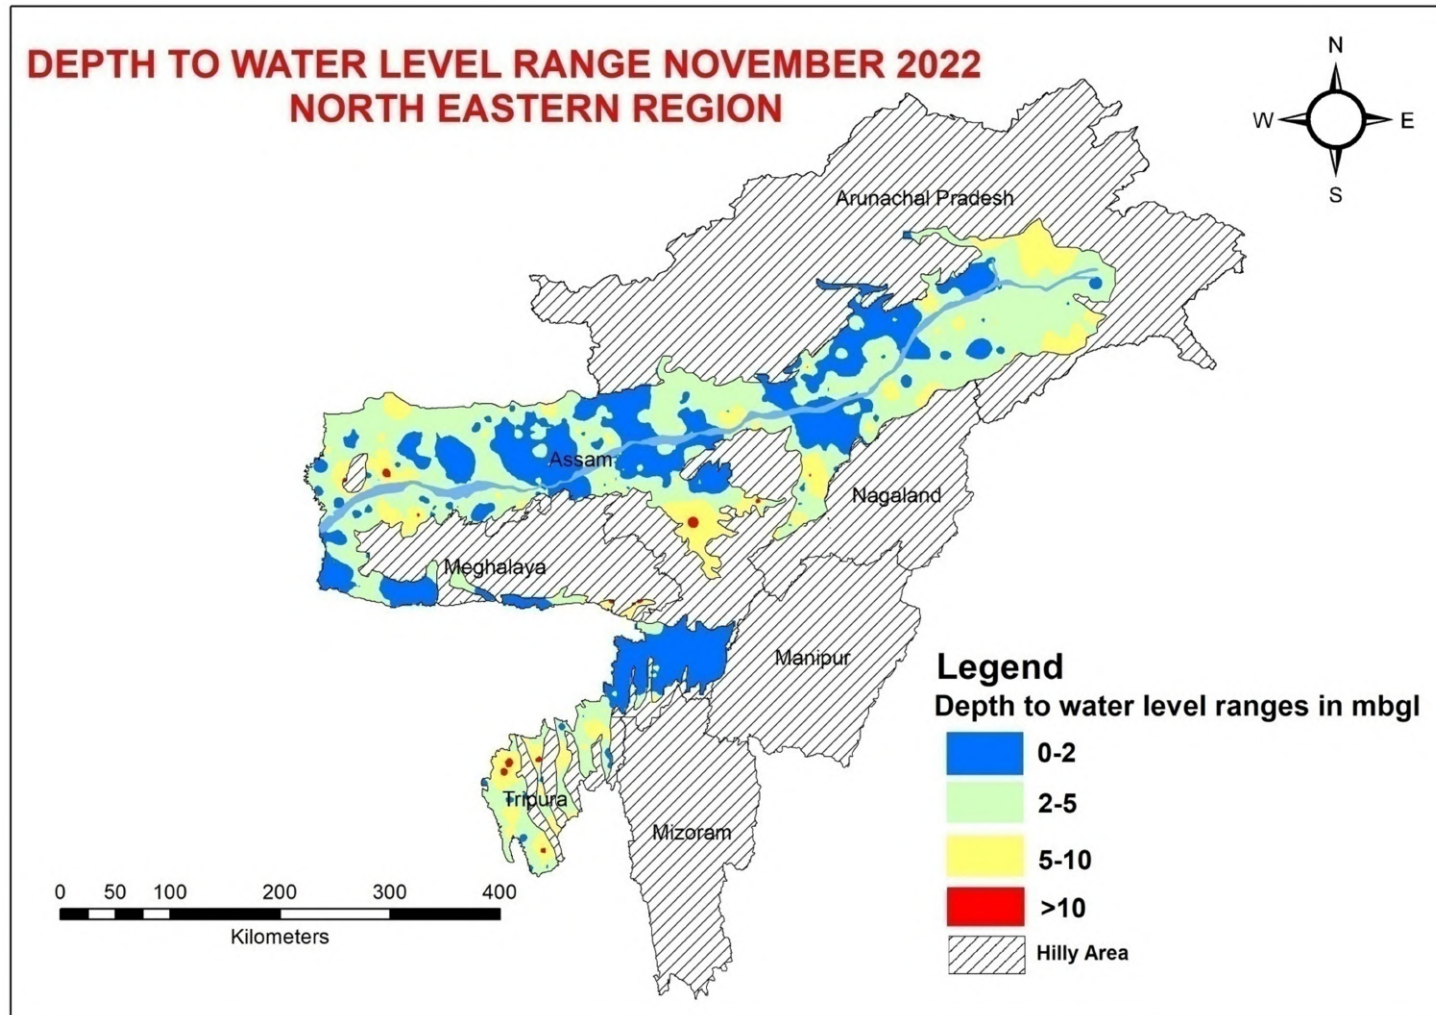 DEPTH TO WATER LEVEL RANGE NOVEMBER 2022
NORTH EASTERN REGION
N
W E
S
Arunachal Pradesh
Assam
Nagaland
Meghalaya
Manipur
Tripura
Mizoram
Legend
Depth to water level ranges in mbgl
0-2
2-5
5-10
>10
Hilly Area
0 50 100 200 300 400
Kilometers